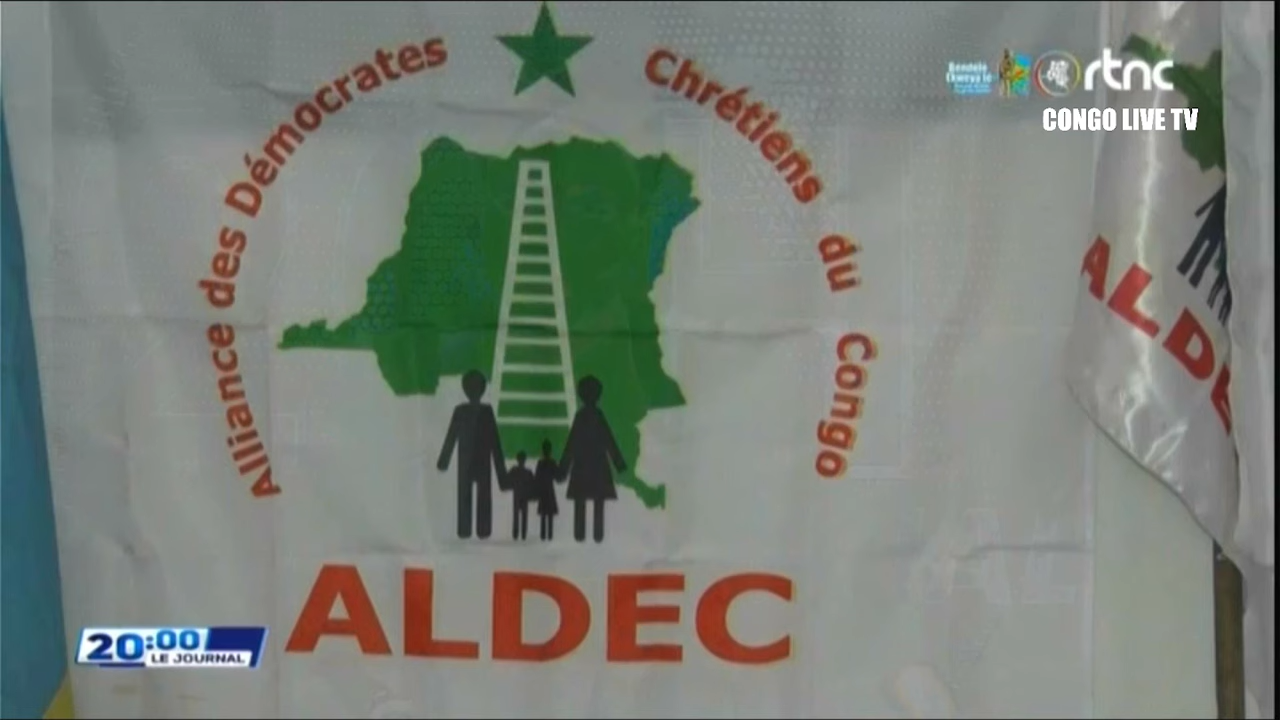 Alliance des Démocrates Chrétiens du Congo
ALDEC
ALDE
rtnc
CONGO LIVE TV
20:00
LE JOURNAL